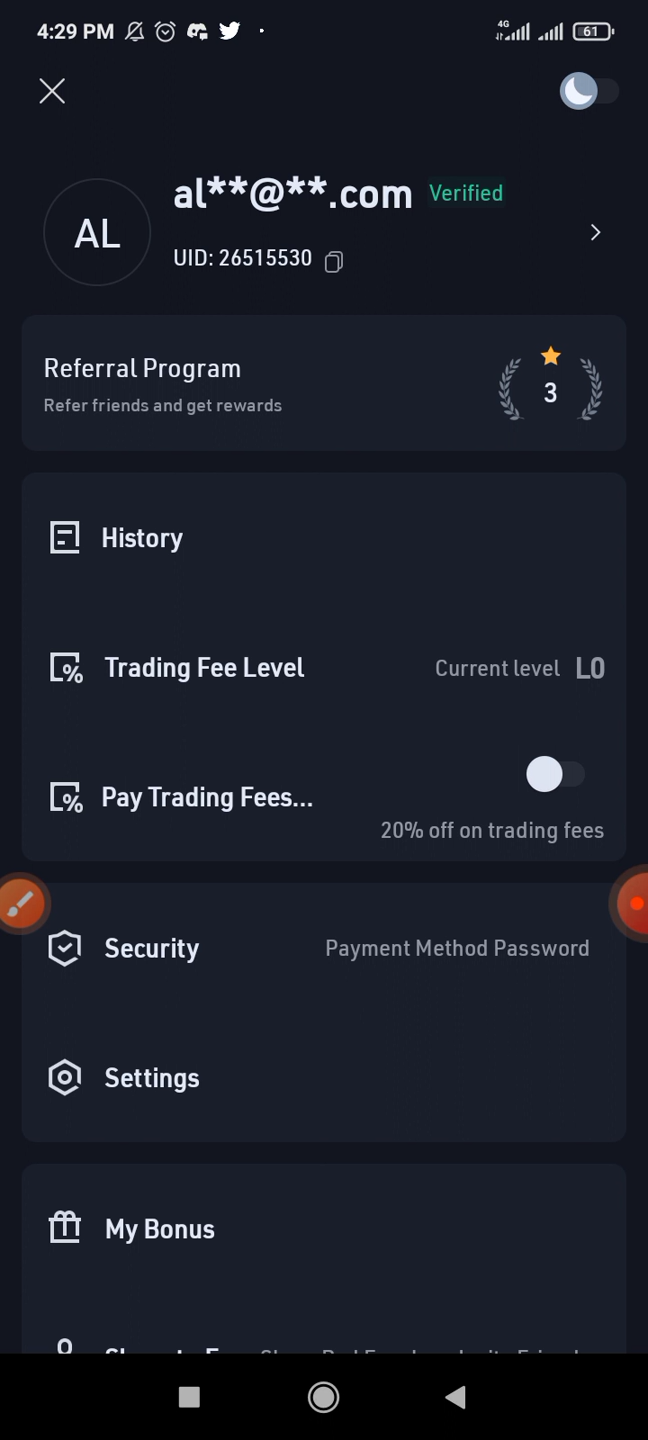 4:29 PM
4G
61
al**@**.com Verified
AL
UID: 26515530
Referral Program
Refer friends and get rewards
3
History
Trading Fee Level Current level L0
Pay Trading Fees...
20% off on trading fees
Security Payment Method Password
Settings
My Bonus